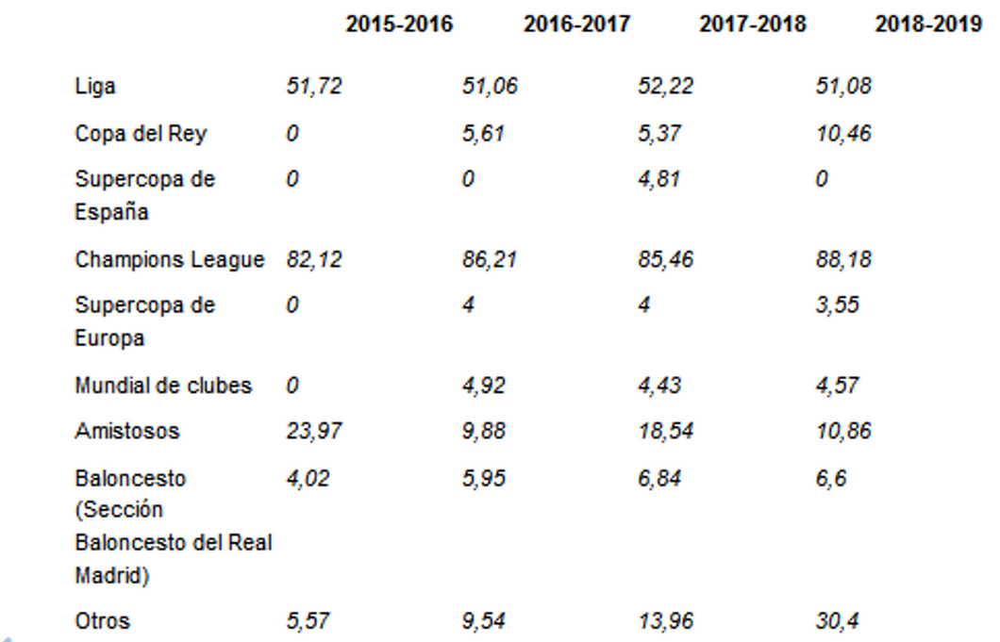 2015-2016 2016-2017 2017-2018 2018-2019
Liga 51,72 51,06 52,22 51,08
Copa del Rey 0 5,61 5,37 10,46
Supercopa de 0 0 4,81 0
España
Champions League 82,12 86,21 85,46 88,18
Supercopa de 0 4 4 3,55
Europa
Mundial de clubes 0 4,92 4,43 4,57
Amistosos 23,97 9,88 18,54 10,86
Baloncesto 4,02 5,95 6,84 6,6
(Sección
Baloncesto del Real
Madrid)
Otros 5,57 9,54 13,96 30,4